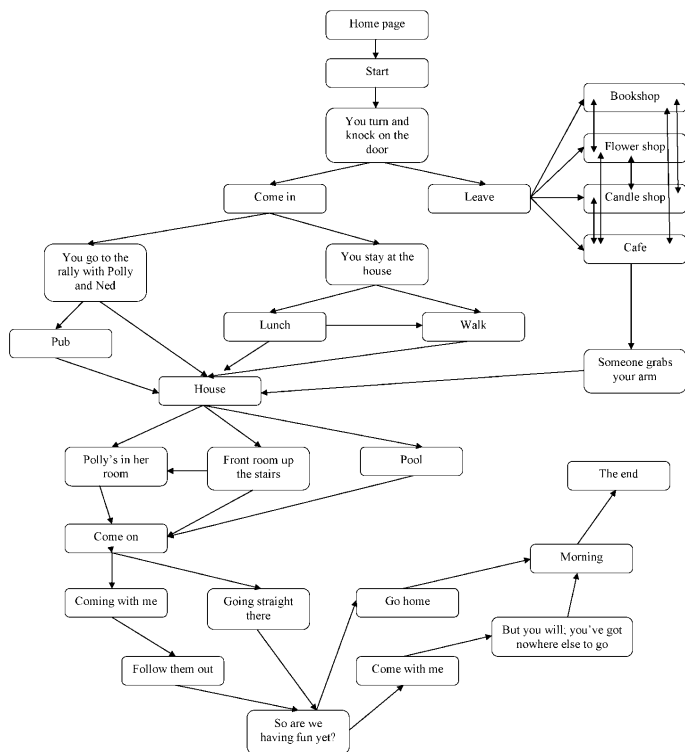 Home page
Start
You turn and
knock on the
door
Bookshop
Flower shop
Candle shop
Cafe
Come in
Leave
You go to the
rally with Polly
and Ned
You stay at the
house
Lunch
Walk
Pub
Someone grabs
your arm
House
Polly's in her
room
Front room up
the stairs
Pool
The end
Come on
Morning
Coming with me
Going straight
there
Go home
But you will; you've got
nowhere else to go
Follow them out
Come with me
So are we
having fun yet?